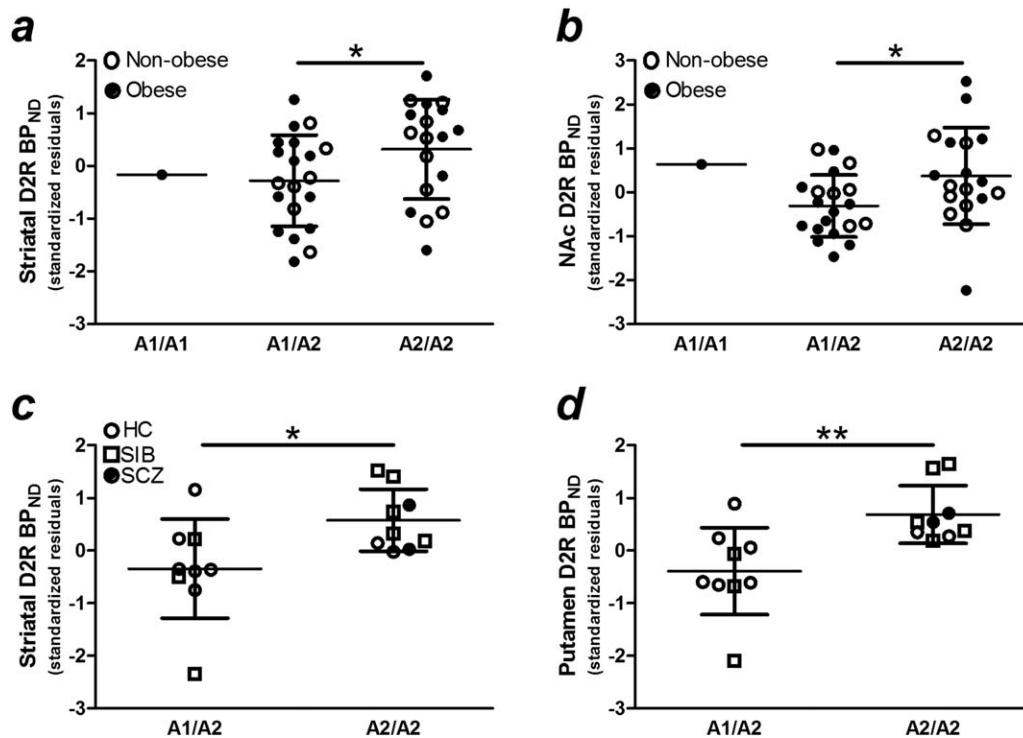 a
*
Non-obese
Obese
Striatal D2R BPND
(standardized residuals)
2
1
0
-1
-2
-3
A1/A1
A1/A2
A2/A2
b
*
Non-obese
Obese
NAc D2R BPND
(standardized residuals)
3
2
1
0
-1
-2
-3
A1/A1
A1/A2
A2/A2
c
*
HC
SIB
SCZ
Striatal D2R BPND
(standardized residuals)
2
1
0
-1
-2
-3
A1/A2
A2/A2
d
**
Putamen D2R BPND
(standardized residuals)
2
1
0
-1
-2
-3
A1/A2
A2/A2